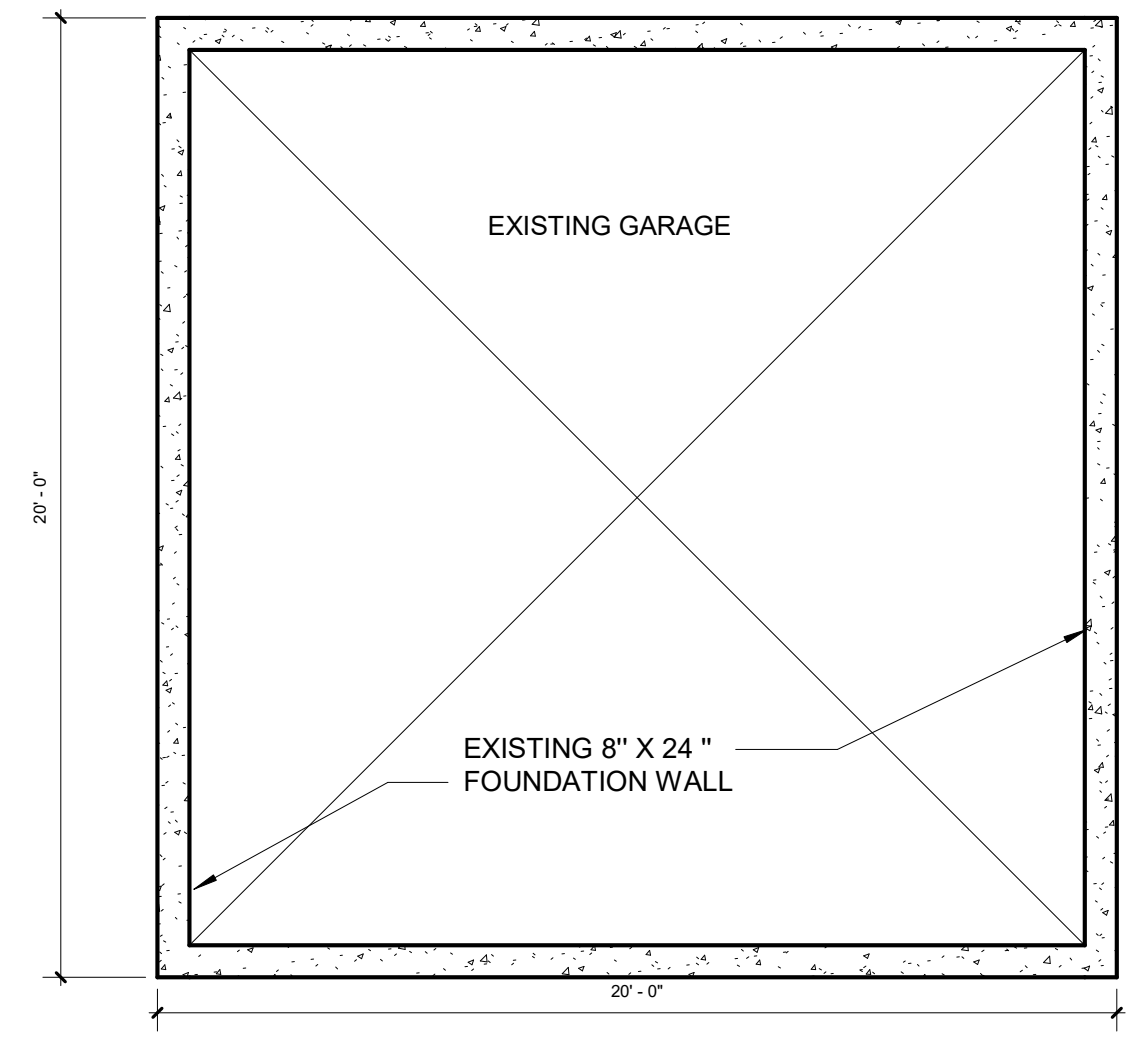 EXISTING GARAGE
20' - 0"
EXISTING 8" X 24 "
FOUNDATION WALL
20' - 0"